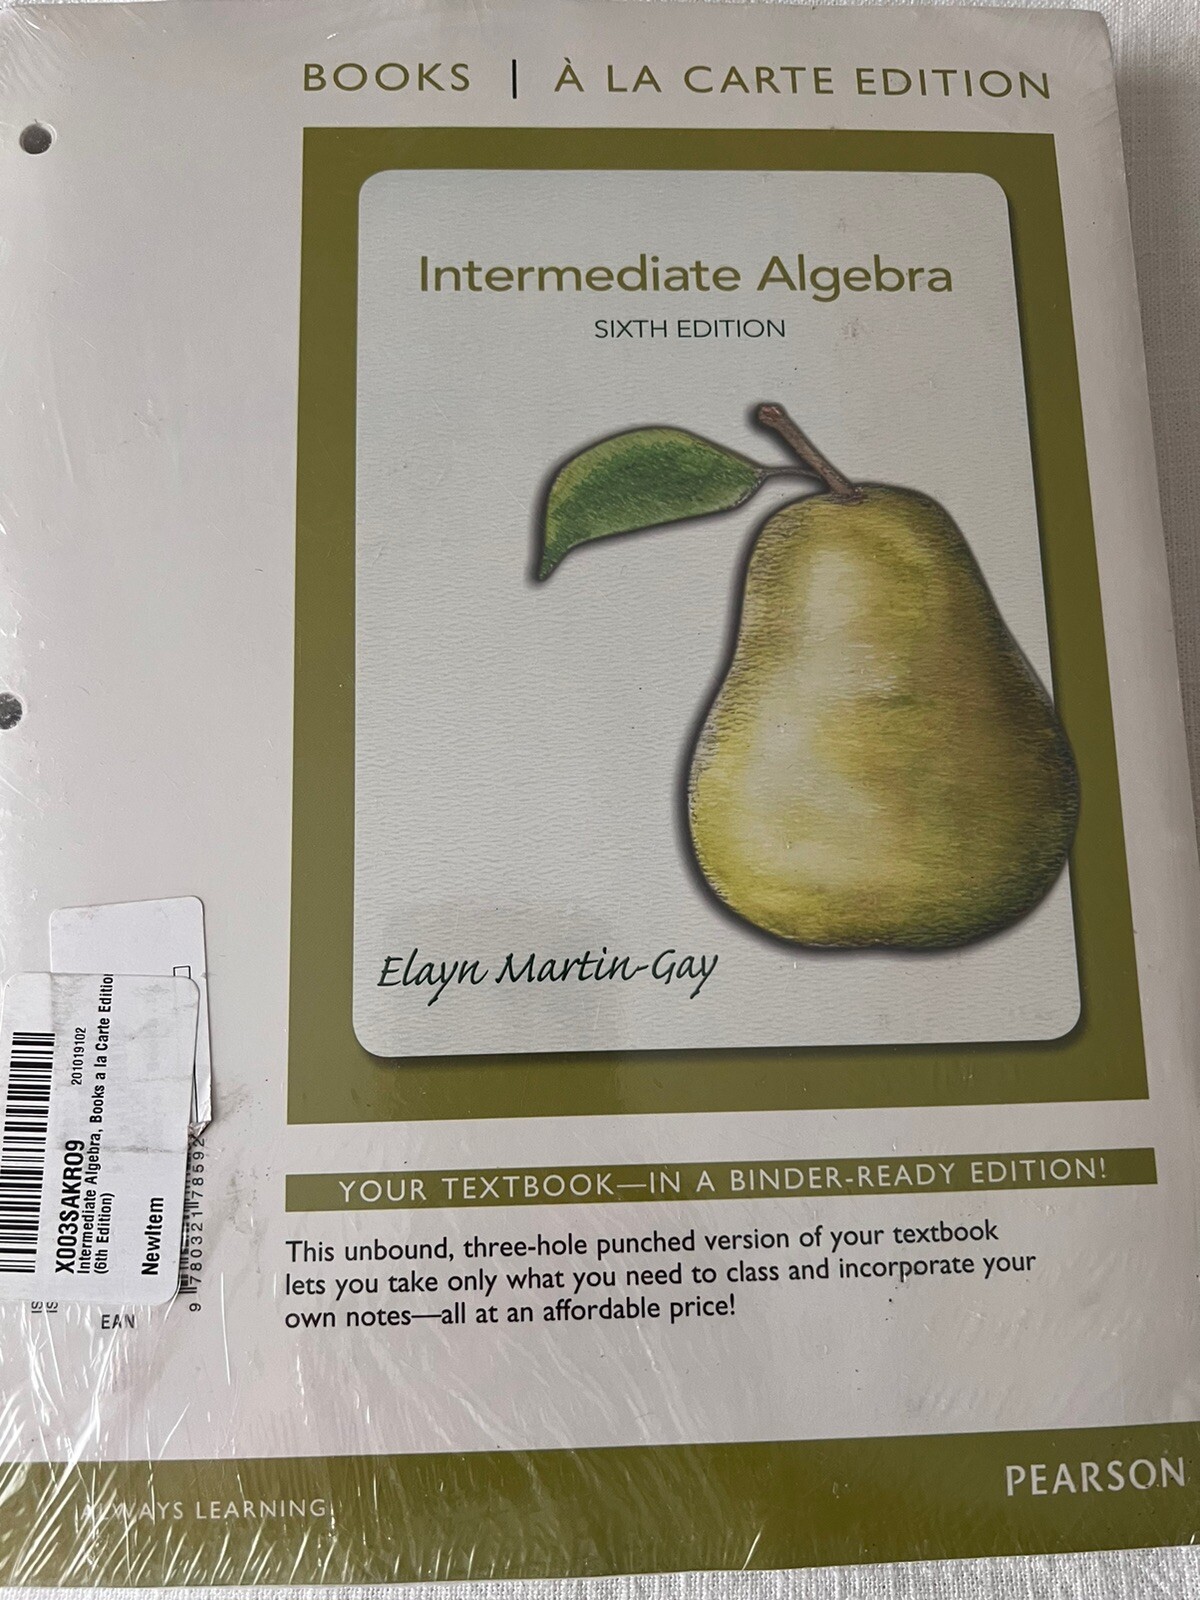 BOOKS | À LA CARTE EDITION
Intermediate Algebra
SIXTH EDITION
Elayn Martin-Gay
X003SAKRO9
201019102
Intermediate Algebra, Books a la Carte Editio
(6th Edition)
NewItem
9 780321 78592
EAN
YOUR TEXTBOOK—IN A BINDER-READY EDITION!
This unbound, three-hole punched version of your textbook
lets you take only what you need to class and incorporate your
own notes—all at an affordable price!
ALWAYS LEARNING
PEARSON